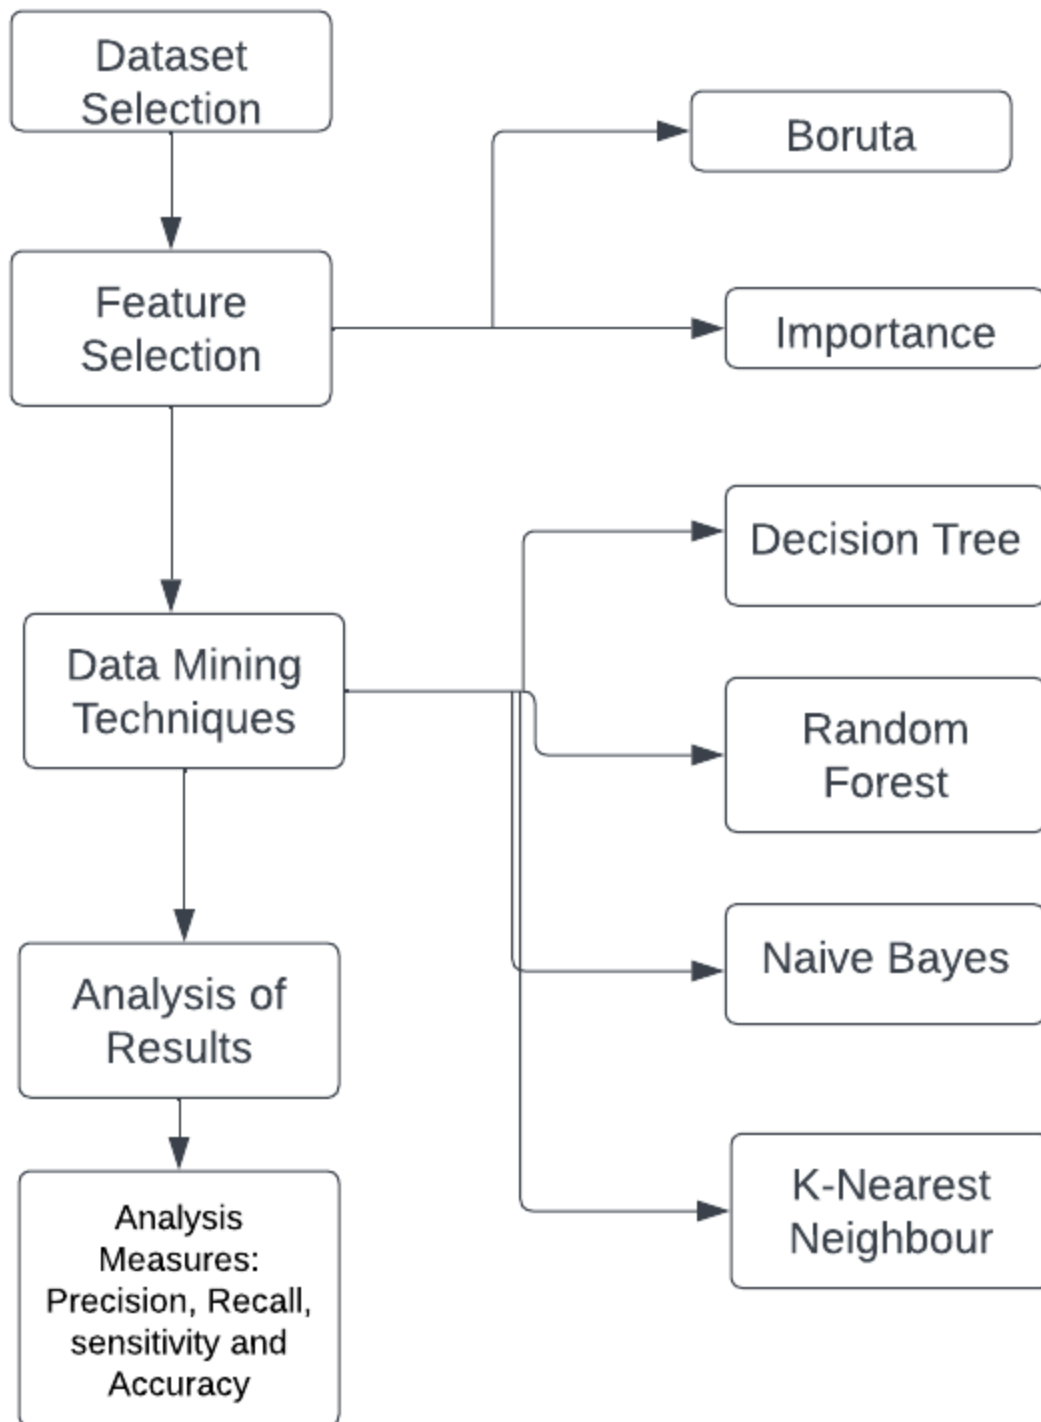 Dataset
Selection
Boruta
Feature
Selection
Importance
Decision Tree
Data Mining
Techniques
Random
Forest
Naive Bayes
Analysis of
Results
K-Nearest
Neighbour
Analysis
Measures:
Precision, Recall,
sensitivity and
Accuracy